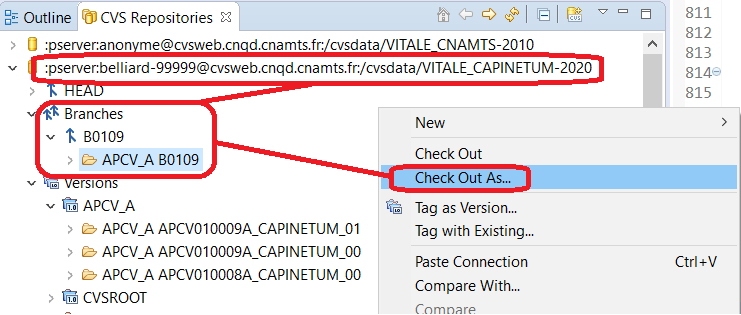 Outline CVS Repositories
:pserver:anonyme@cvsweb.cnqd.cnamts.fr:/cvsdata/VITALE_CNAMTS-2010
:pserver:belliard-99999@cvsweb.cnqd.cnamts.fr:/cvsdata/VITALE_CAPINETUM-2020
HEAD
Branches
B0109
APCV_A B0109
Versions
APCV_A
APCV_A APCV010009A_CAPINETUM_01
APCV_A APCV010009A_CAPINETUM_00
APCV_A APCV010008A_CAPINETUM_00
CVSROOT
New
Check Out
Check Out As...
Tag as Version...
Tag with Existing...
Paste Connection Ctrl+V
Compare With...
Compare
811
812
813
814
815